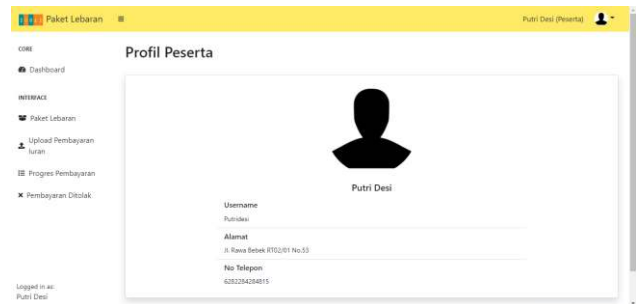 Paket Lebaran
Putri Desi (Peserta)
CORE
Dashboard
INTERFACE
Paket Lebaran
Upload Pembayaran
Iuran
Progres Pembayaran
Pembayaran Ditolak
Logged in as:
Putri Desi
Profil Peserta
Putri Desi
Username
Putridesi
Alamat
Jl. Rawa Bebek RT02/01 No.53
No Telepon
6282284284815